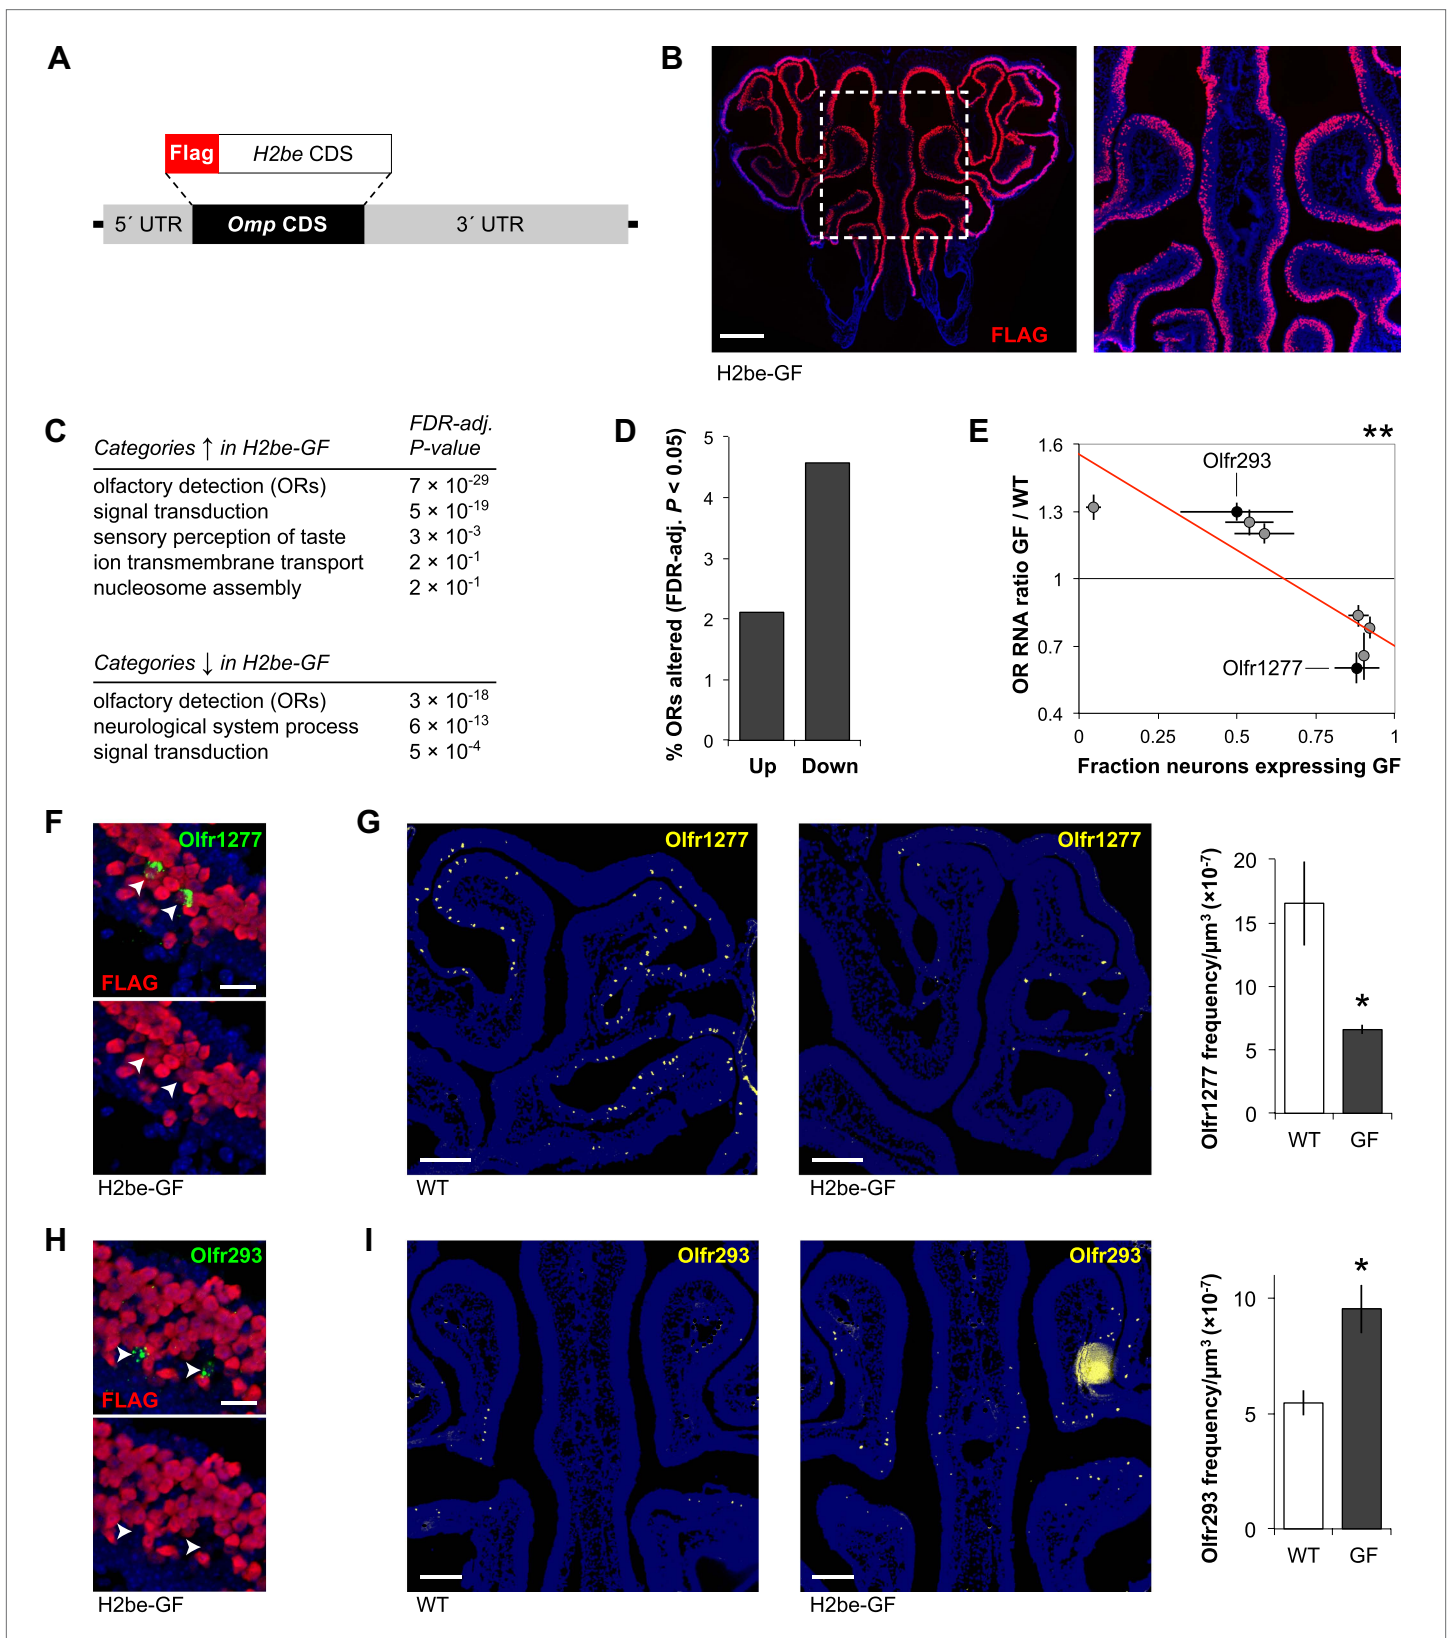 A
Flag H2be CDS
5´ UTR Omp CDS 3´ UTR
B
FLAG
H2be-GF
C
Categories ↑ in H2be-GF FDR-adj. P-value
olfactory detection (ORs) 7 × 10⁻²⁹
signal transduction 5 × 10⁻¹⁹
sensory perception of taste 3 × 10⁻³
ion transmembrane transport 2 × 10⁻¹
nucleosome assembly 2 × 10⁻¹
Categories ↓ in H2be-GF
olfactory detection (ORs) 3 × 10⁻¹⁸
neurological system process 6 × 10⁻¹³
signal transduction 5 × 10⁻⁴
D
% ORs altered (FDR-adj. P < 0.05)
5
4
3
2
1
0
Up Down
E
**
OR RNA ratio GF / WT
1.6
1.3
1
0.7
0.4
Olfr293
Olfr1277
0 0.25 0.5 0.75 1
Fraction neurons expressing GF
F
Olfr1277
FLAG
H2be-GF
G
Olfr1277
WT
Olfr1277
H2be-GF
Olfr1277 frequency/µm³ (×10⁻⁷)
20
15
10
5
0
*
WT GF
H
Olfr293
FLAG
H2be-GF
I
Olfr293
WT
Olfr293
H2be-GF
Olfr293 frequency/µm³ (×10⁻⁷)
10
5
0
*
WT GF